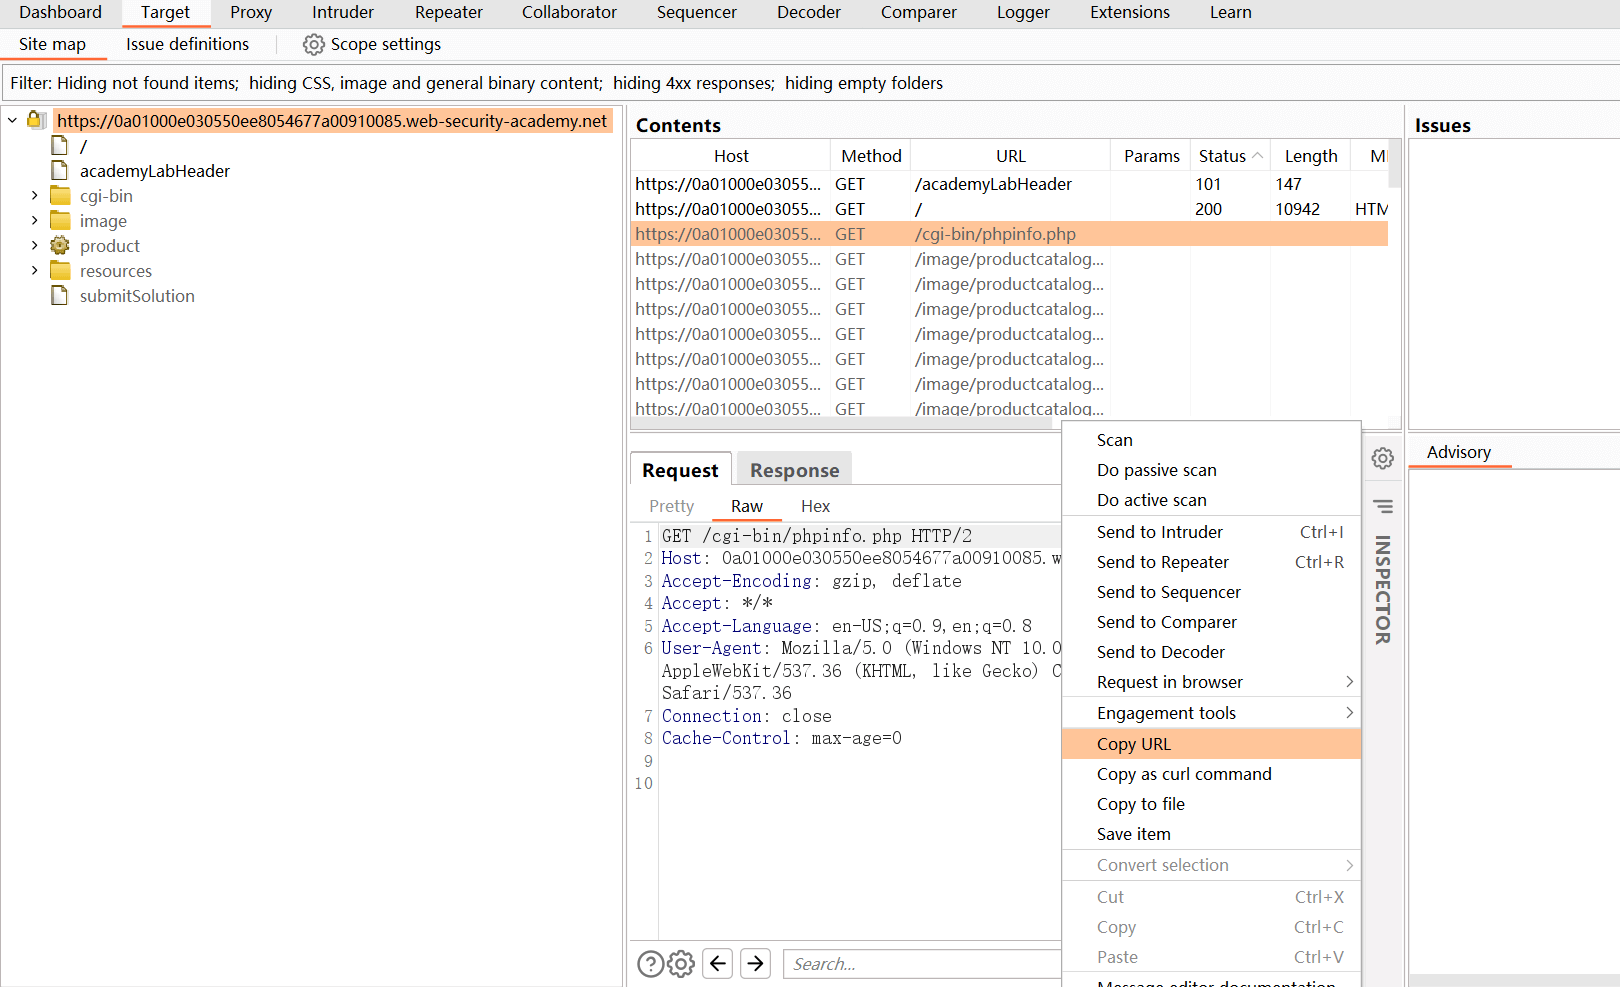 Dashboard Target Proxy Intruder Repeater Collaborator Sequencer Decoder Comparer Logger Extensions Learn
Site map Issue definitions Scope settings
Filter: Hiding not found items; hiding CSS, image and general binary content; hiding 4xx responses; hiding empty folders
https://0a01000e030550ee8054677a00910085.web-security-academy.net
/
academyLabHeader
cgi-bin
image
product
resources
submitSolution
Contents
Host Method URL Params Status Length MI
https://0a01000e03055... GET /academyLabHeader 101 147
https://0a01000e03055... GET / 200 10942 HTM
https://0a01000e03055... GET /cgi-bin/phpinfo.php
https://0a01000e03055... GET /image/productcatalog...
https://0a01000e03055... GET /image/productcatalog...
https://0a01000e03055... GET /image/productcatalog...
https://0a01000e03055... GET /image/productcatalog...
https://0a01000e03055... GET /image/productcatalog...
https://0a01000e03055... GET /image/productcatalog...
https://0a01000e03055... GET /image/productcatalog...
Request Response
Pretty Raw Hex
1 GET /cgi-bin/phpinfo.php HTTP/2
2 Host: 0a01000e030550ee8054677a00910085.w
3 Accept-Encoding: gzip, deflate
4 Accept: */*
5 Accept-Language: en-US;q=0.9,en;q=0.8
6 User-Agent: Mozilla/5.0 (Windows NT 10.0
AppleWebKit/537.36 (KHTML, like Gecko) C
Safari/537.36
7 Connection: close
8 Cache-Control: max-age=0
9
10
Search...
Scan
Do passive scan
Do active scan
Send to Intruder Ctrl+I
Send to Repeater Ctrl+R
Send to Sequencer
Send to Comparer
Send to Decoder
Request in browser
Engagement tools
Copy URL
Copy as curl command
Copy to file
Save item
Convert selection
Cut Ctrl+X
Copy Ctrl+C
Paste Ctrl+V
Message editor documentation
INSPECTOR
Issues
Advisory